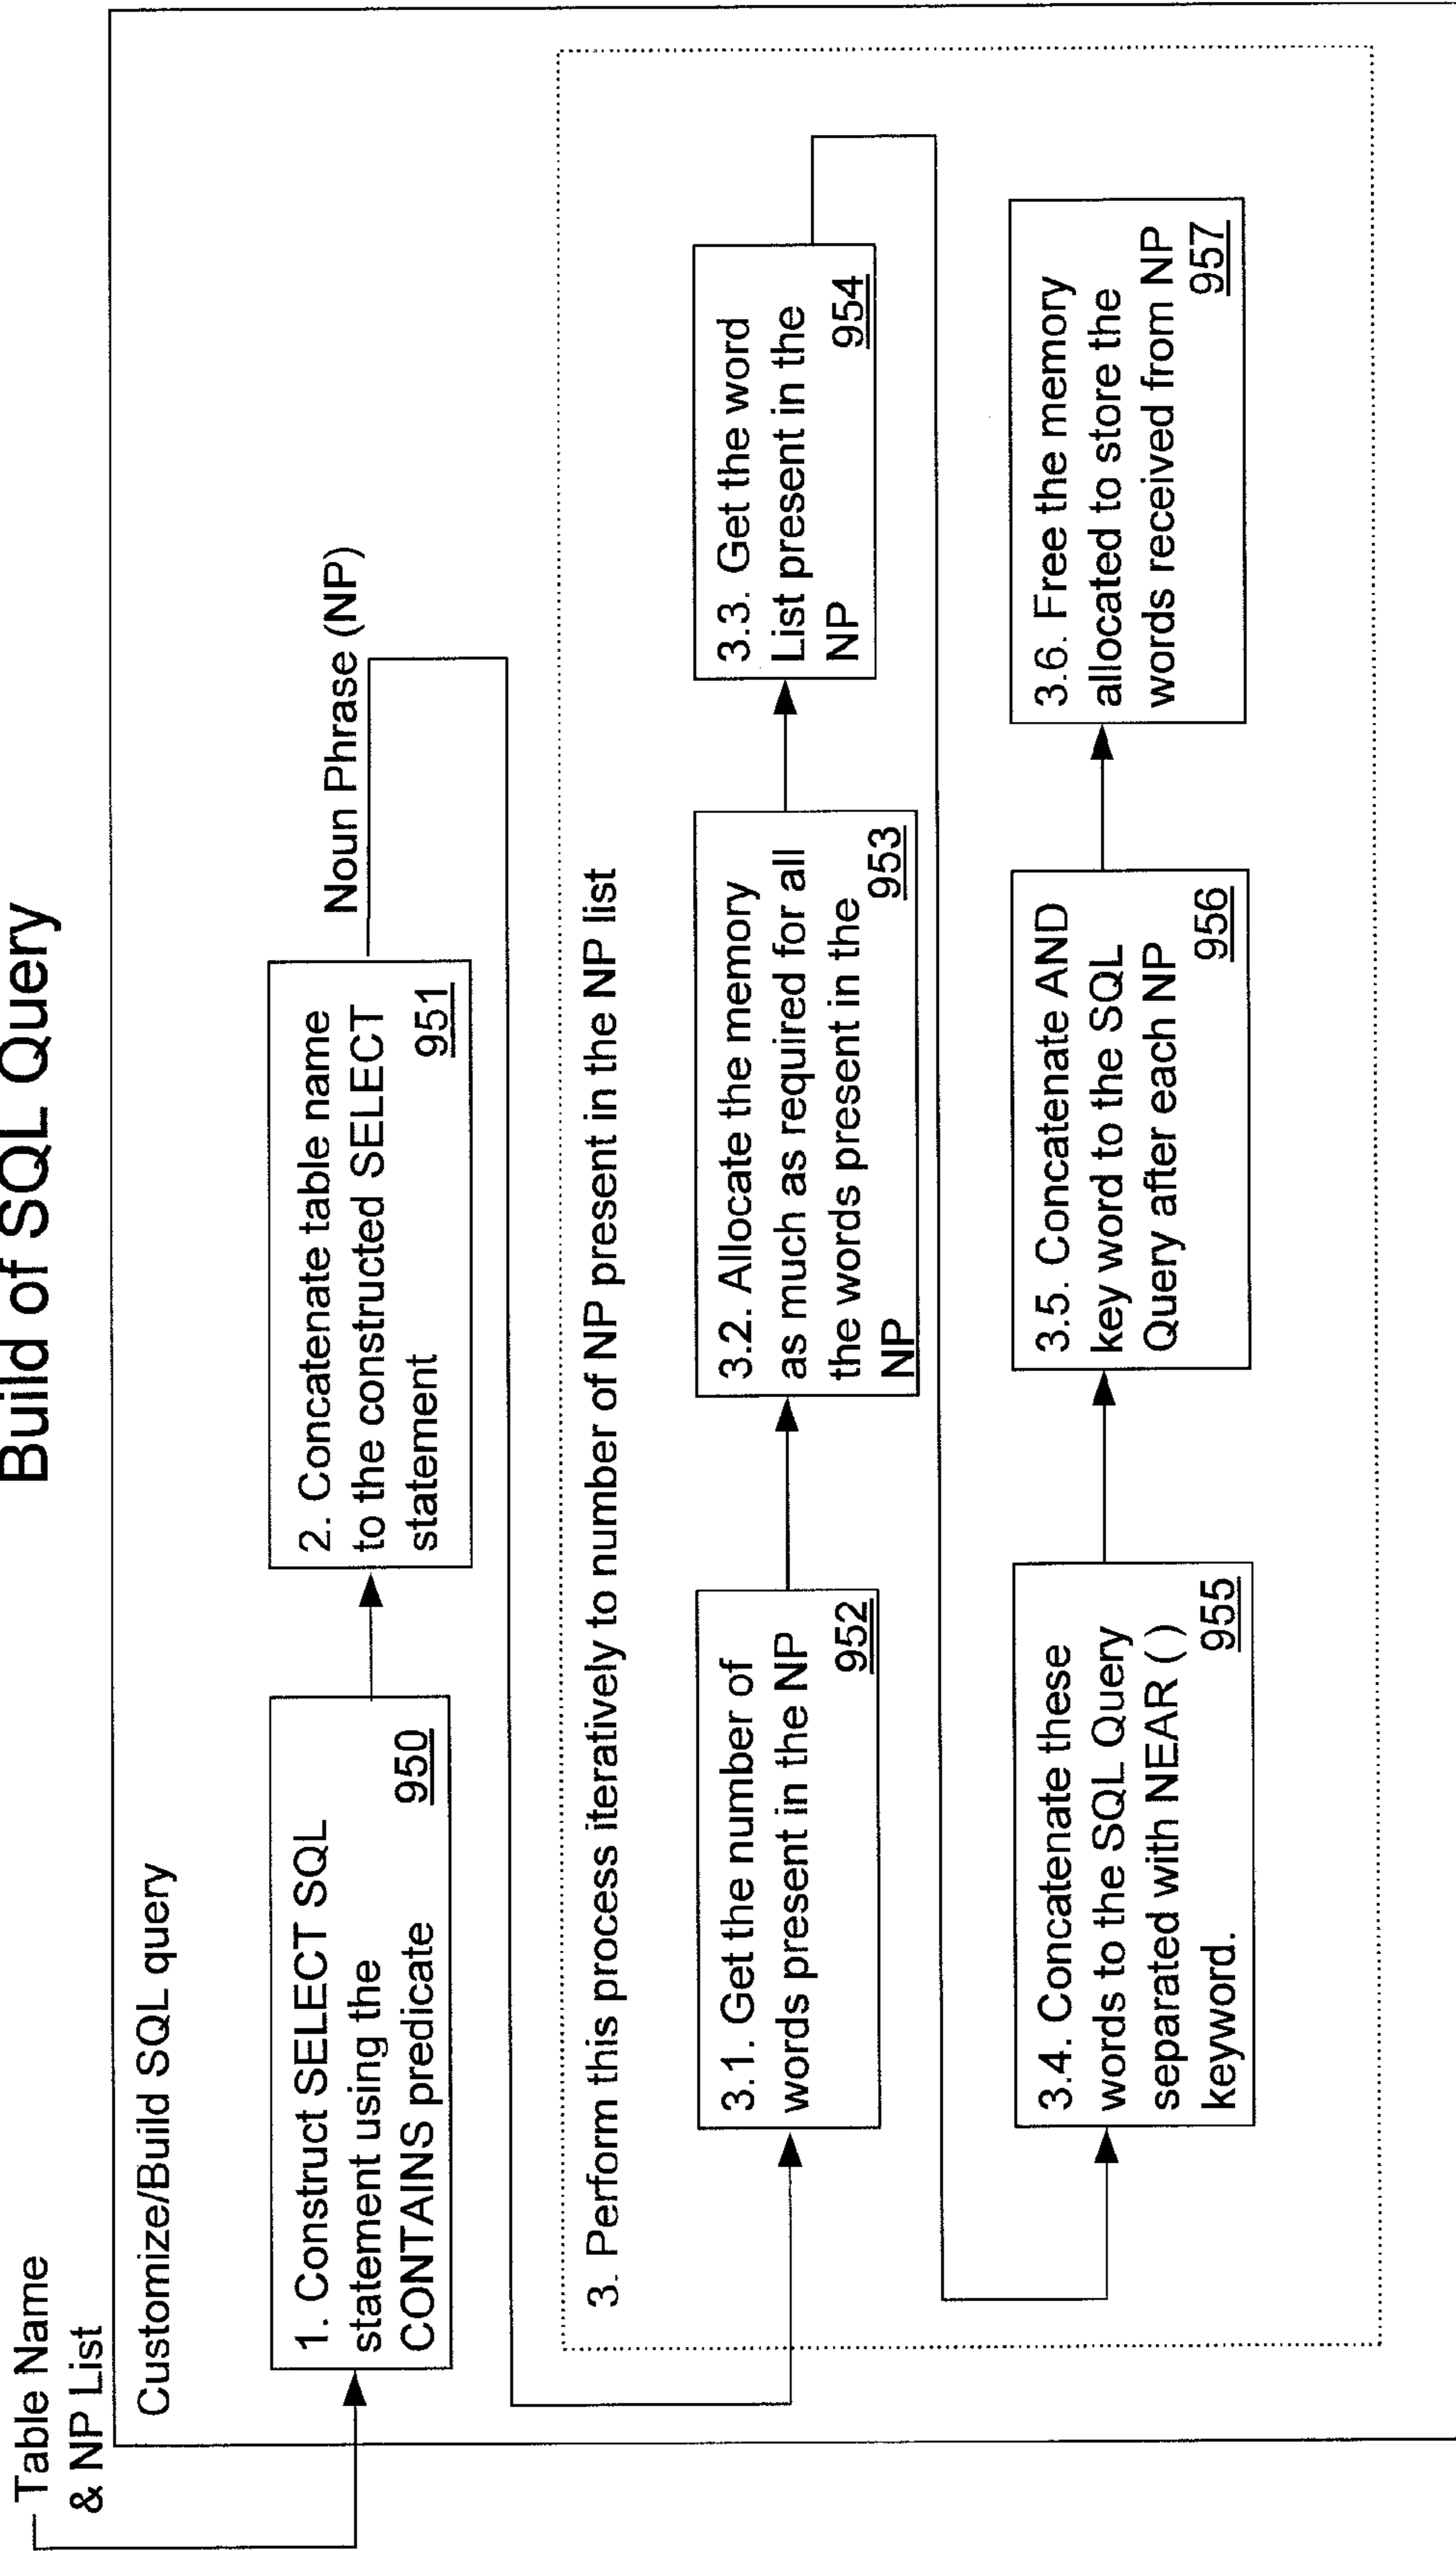 Build of SQL Query
Table Name
& NP List
Customize/Build SQL query
1. Construct SELECT SQL
statement using the
CONTAINS predicate
950
2. Concatenate table name
to the constructed SELECT
statement
951
Noun Phrase (NP)
3. Perform this process iteratively to number of NP present in the NP list
3.1. Get the number of
words present in the NP
952
3.2. Allocate the memory
as much as required for all
the words present in the
NP
953
3.3. Get the word
List present in the
NP
954
3.4. Concatenate these
words to the SQL Query
separated with NEAR ( )
keyword.
955
3.5. Concatenate AND
key word to the SQL
Query after each NP
956
3.6. Free the memory
allocated to store the
words received from NP
957